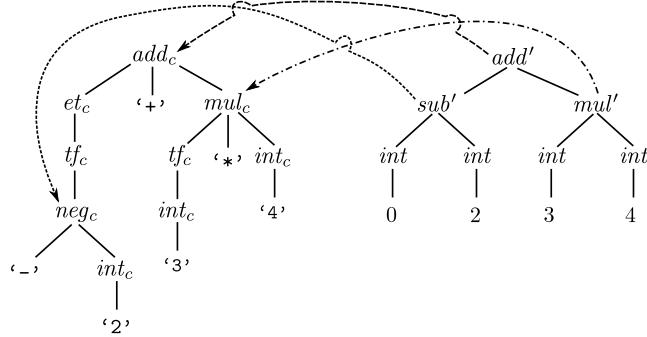 add_c add′
et_c ‘+’ mul_c sub′ mul′
tf_c tf_c ‘*’ int_c int int int int
neg_c int_c ‘4’ 0 2 3 4
‘-’ int_c ‘3’
‘2’